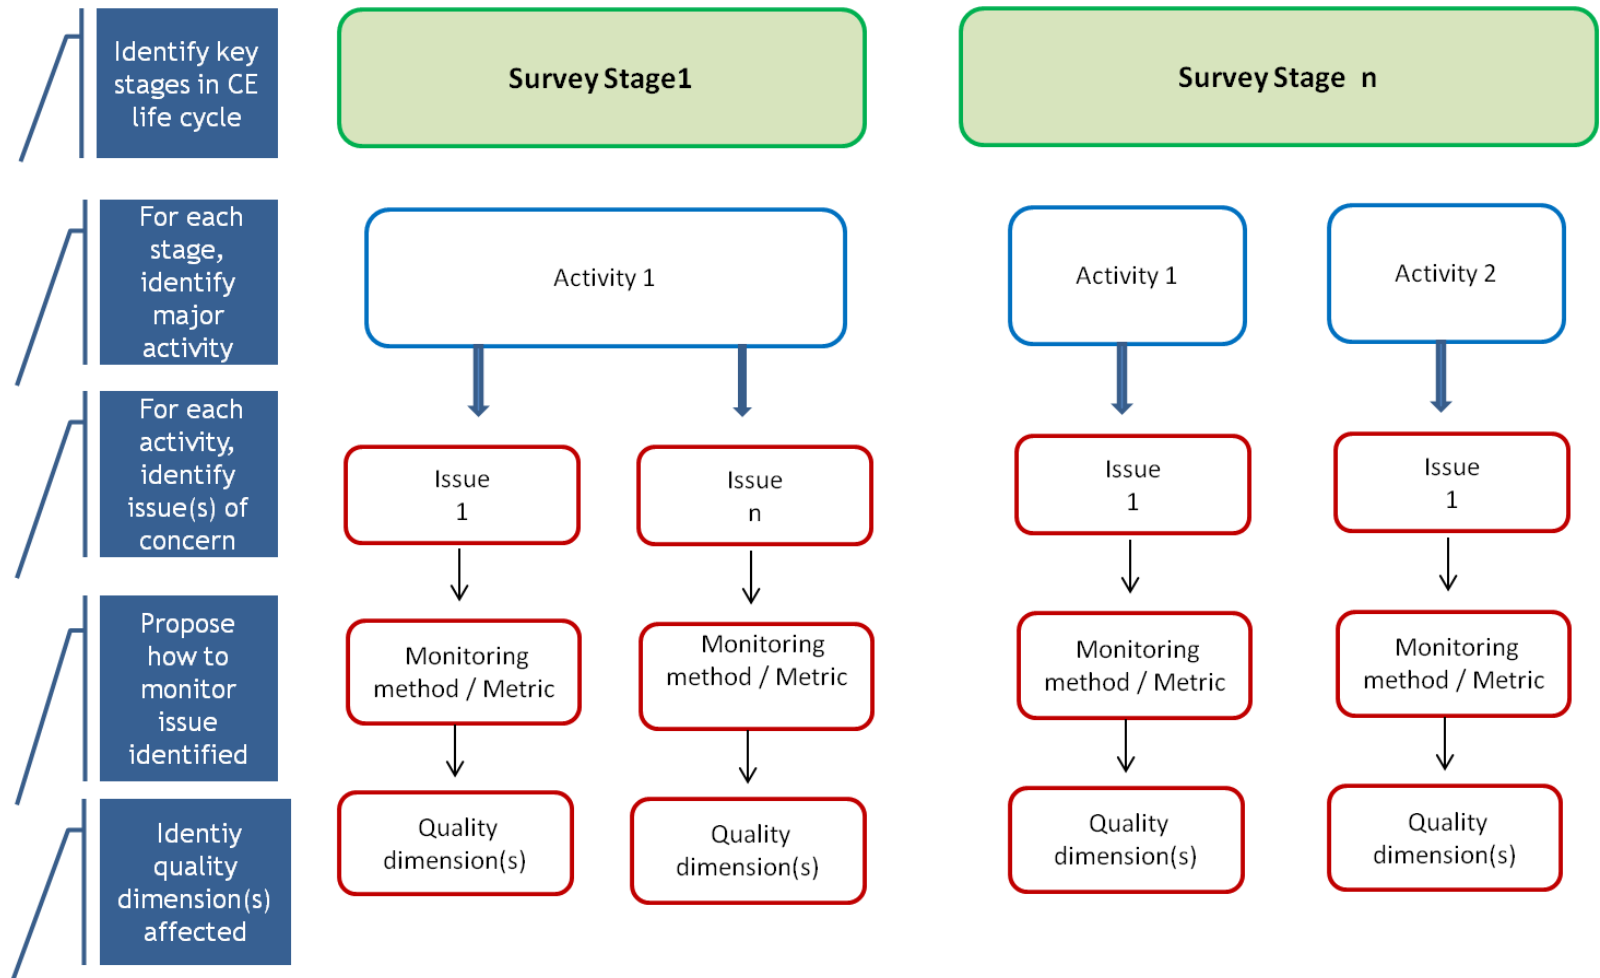 Identify key
stages in CE
life cycle
Survey Stage1
Survey Stage n
For each
stage,
identify
major
activity
Activity 1
Activity 1
Activity 2
For each
activity,
identify
issue(s) of
concern
Issue
1
Issue
n
Issue
1
Issue
1
Propose
how to
monitor
issue
identified
Monitoring
method / Metric
Monitoring
method / Metric
Monitoring
method / Metric
Monitoring
method / Metric
Identiy
quality
dimension(s)
affected
Quality
dimension(s)
Quality
dimension(s)
Quality
dimension(s)
Quality
dimension(s)